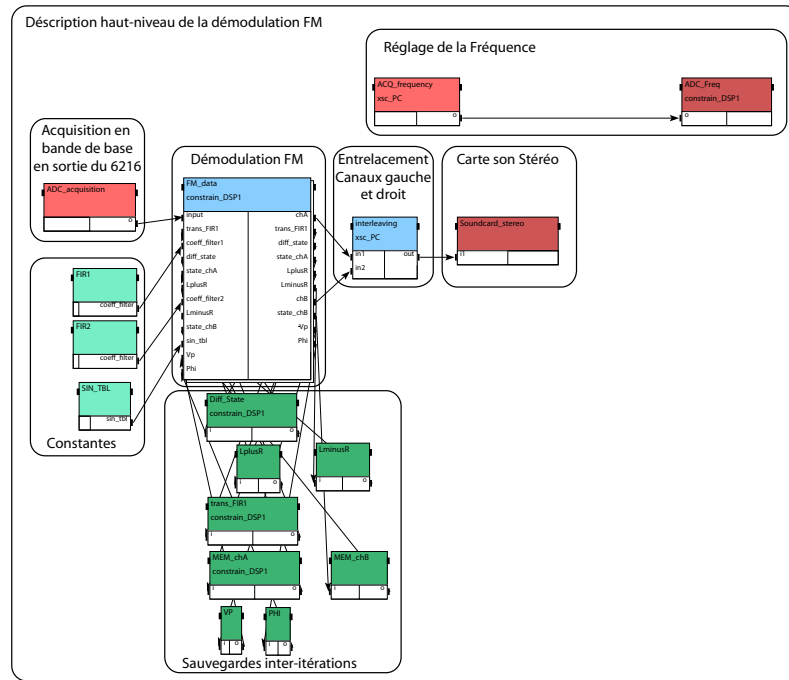 Déscription haut-niveau de la démodulation FM
Réglage de la Fréquence
ACQ_frequency
xsc_PC
o
ADC_Freq
constrain_DSP1
o
Acquisition en
bande de base
en sortie du 6216
ADC_acquisition
o
Démodulation FM
FM_data
constrain_DSP1
input
trans_FIR1
coeff_filter1
diff_state
state_chA
LplusR
coeff_filter2
LminusR
state_chB
sin_tbl
Vp
Phi
chA
trans_FIR1
diff_state
state_chA
LplusR
LminusR
chB
state_chB
Vp
Phi
Entrelacement
Canaux gauche
et droit
interleaving
xsc_PC
in1
in2
out
Carte son Stéréo
Soundcard_stereo
i1
FIR1
coeff_filter
FIR2
coeff_filter
SIN_TBL
sin_tbl
Constantes
Diff_State
constrain_DSP1
i
o
LplusR
i
o
LminusR
i
o
trans_FIR1
constrain_DSP1
i
o
MEM_chA
constrain_DSP1
i
o
MEM_chB
i
o
VP
i
o
PHI
i
o
Sauvegardes inter-itérations